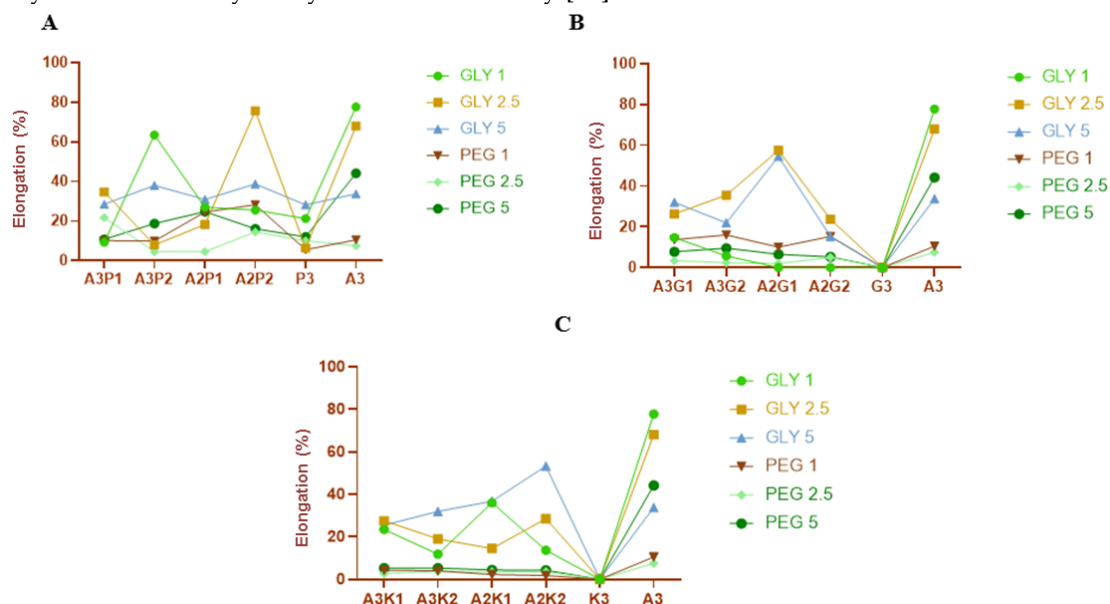 A
B
100
80
60
40
20
0
Elongation (%)
A3P1 A3P2 A2P1 A2P2 P3 A3
GLY 1
GLY 2.5
GLY 5
PEG 1
PEG 2.5
PEG 5
100
80
60
40
20
0
Elongation (%)
A3G1 A3G2 A2G1 A2G2 G3 A3
GLY 1
GLY 2.5
GLY 5
PEG 1
PEG 2.5
PEG 5
C
100
80
60
40
20
0
Elongation (%)
A3K1 A3K2 A2K1 A2K2 K3 A3
GLY 1
GLY 2.5
GLY 5
PEG 1
PEG 2.5
PEG 5